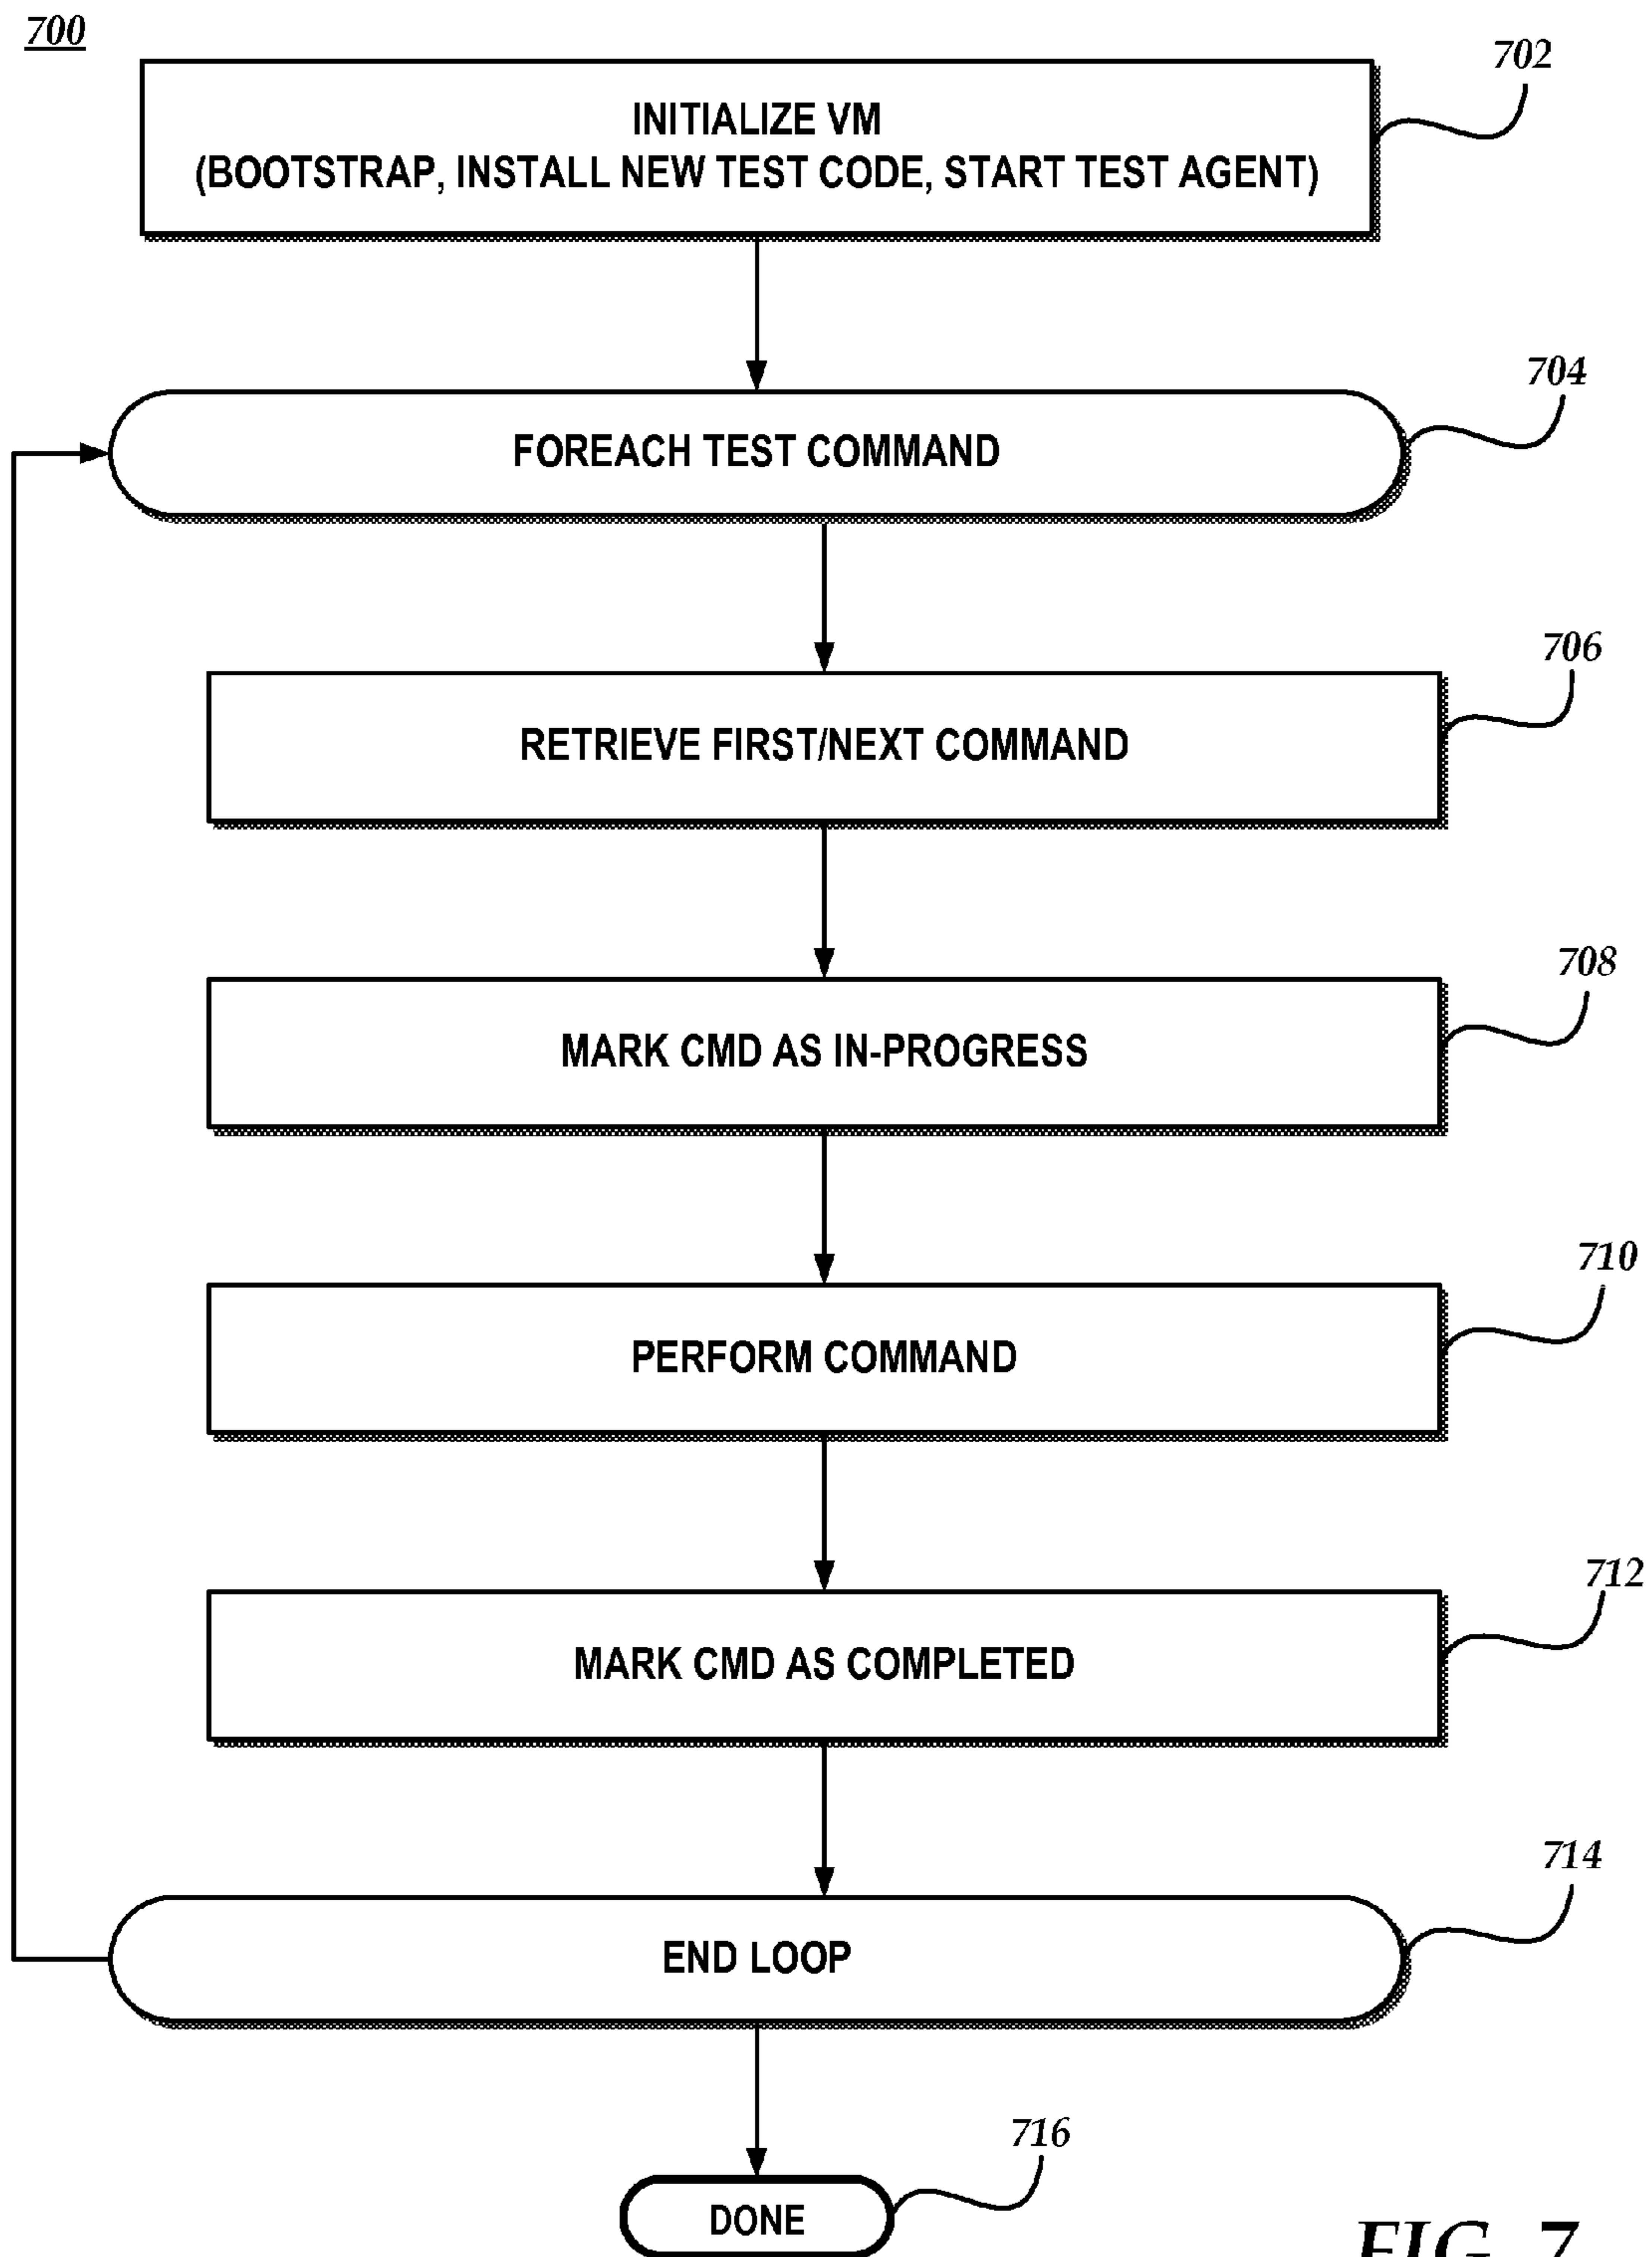 700
702
INITIALIZE VM
(BOOTSTRAP, INSTALL NEW TEST CODE, START TEST AGENT)
704
FOREACH TEST COMMAND
706
RETRIEVE FIRST/NEXT COMMAND
708
MARK CMD AS IN-PROGRESS
710
PERFORM COMMAND
712
MARK CMD AS COMPLETED
714
END LOOP
716
DONE
FIG. 7